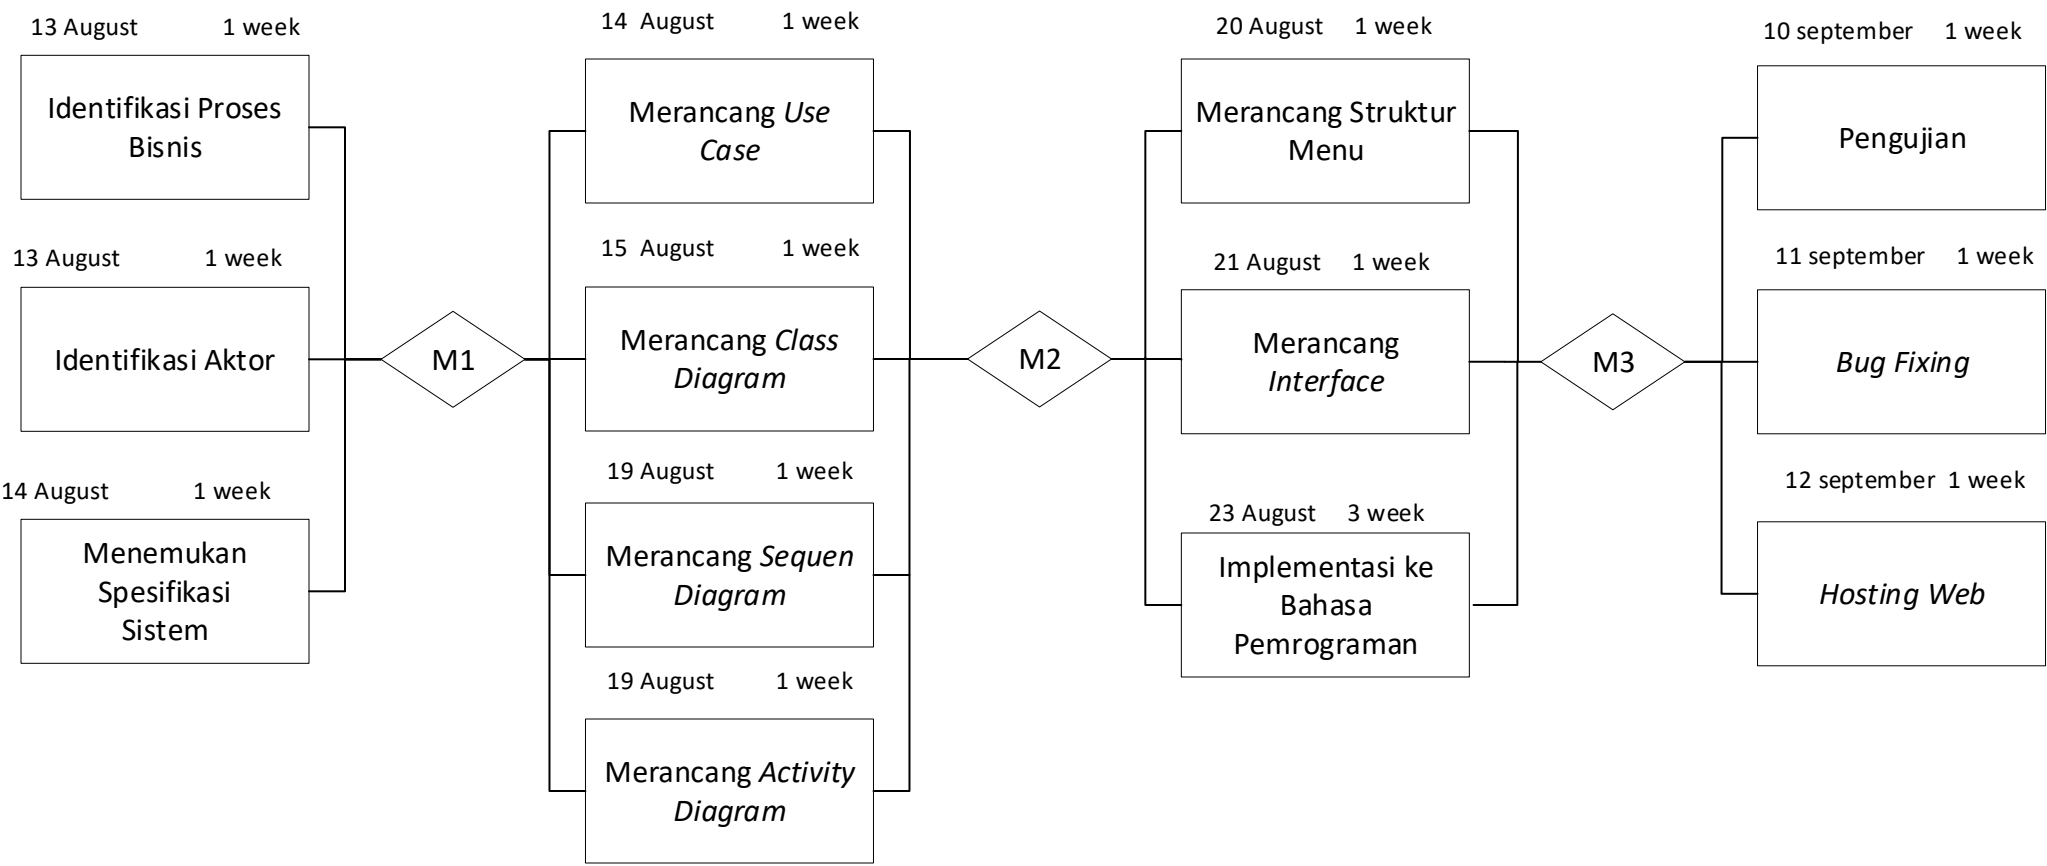 13 August 1 week
Identifikasi Proses
Bisnis
13 August 1 week
Identifikasi Aktor
14 August 1 week
Menemukan
Spesifikasi
Sistem
M1
14 August 1 week
Merancang Use
Case
15 August 1 week
Merancang Class
Diagram
19 August 1 week
Merancang Sequen
Diagram
19 August 1 week
Merancang Activity
Diagram
M2
20 August 1 week
Merancang Struktur
Menu
21 August 1 week
Merancang
Interface
23 August 3 week
Implementasi ke
Bahasa
Pemrograman
M3
10 september 1 week
Pengujian
11 september 1 week
Bug Fixing
12 september 1 week
Hosting Web